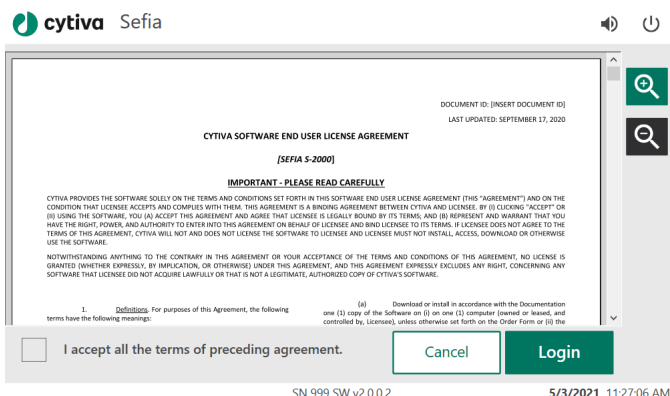 cytiva Sefia
DOCUMENT ID: [INSERT DOCUMENT ID]
LAST UPDATED: SEPTEMBER 17, 2020
CYTIVA SOFTWARE END USER LICENSE AGREEMENT
[SEFIA S-2000]
IMPORTANT - PLEASE READ CAREFULLY
CYTIVA PROVIDES THE SOFTWARE SOLELY ON THE TERMS AND CONDITIONS SET FORTH IN THIS SOFTWARE END USER LICENSE AGREEMENT (THIS “AGREEMENT”) AND ON THE
CONDITION THAT LICENSEE ACCEPTS AND COMPLIES WITH THEM. THIS AGREEMENT IS A BINDING AGREEMENT BETWEEN CYTIVA AND LICENSEE. BY (I) CLICKING "ACCEPT" OR
(II) USING THE SOFTWARE, YOU (A) ACCEPT THIS AGREEMENT AND AGREE THAT LICENSEE IS LEGALLY BOUND BY ITS TERMS; AND (B) REPRESENT AND WARRANT THAT YOU
HAVE THE RIGHT, POWER, AND AUTHORITY TO ENTER INTO THIS AGREEMENT ON BEHALF OF LICENSEE AND BIND LICENSEE TO ITS TERMS. IF LICENSEE DOES NOT AGREE TO THE
TERMS OF THIS AGREEMENT, CYTIVA WILL NOT AND DOES NOT LICENSE THE SOFTWARE TO LICENSEE AND LICENSEE MUST NOT INSTALL, ACCESS, DOWNLOAD OR OTHERWISE
USE THE SOFTWARE.
NOTWITHSTANDING ANYTHING TO THE CONTRARY IN THIS AGREEMENT OR YOUR ACCEPTANCE OF THE TERMS AND CONDITIONS OF THIS AGREEMENT, NO LICENSE IS
GRANTED (WHETHER EXPRESSLY, BY IMPLICATION, OR OTHERWISE) UNDER THIS AGREEMENT, AND THIS AGREEMENT EXPRESSLY EXCLUDES ANY RIGHT, CONCERNING ANY
SOFTWARE THAT LICENSEE DID NOT ACQUIRE LAWFULLY OR THAT IS NOT A LEGITIMATE, AUTHORIZED COPY OF CYTIVA'S SOFTWARE.
1. Definitions. For purposes of this Agreement, the following
terms have the following meanings:
(a) Download or install in accordance with the Documentation
one (1) copy of the Software on (i) on one (1) computer (owned or leased, and
controlled by, Licensee), unless otherwise set forth on the Order Form or (ii) the
I accept all the terms of preceding agreement.
Cancel
Login
SN 999 SW v2.0.0.2
5/3/2021 11:27:06 AM